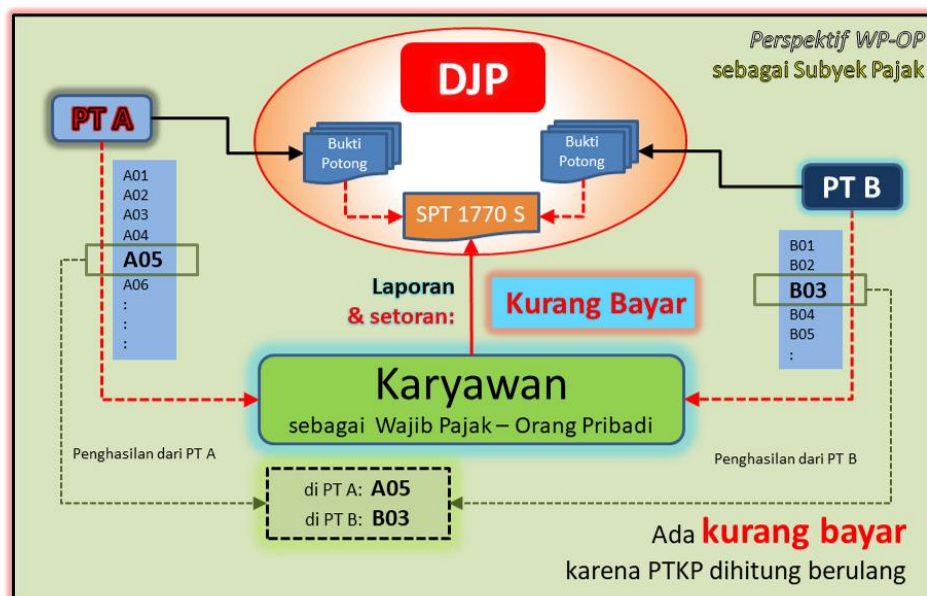 Perspektif WP-OP
sebagai Subyek Pajak
DJP
PT A
Bukti
Potong
Bukti
Potong
SPT 1770 S
PT B
A01
A02
A03
A04
A05
A06
:
:
:
B01
B02
B03
B04
B05
:
Laporan
& setoran:
Kurang Bayar
Karyawan
sebagai Wajib Pajak – Orang Pribadi
Penghasilan dari PT A
Penghasilan dari PT B
di PT A: A05
di PT B: B03
Ada kurang bayar
karena PTKP dihitung berulang